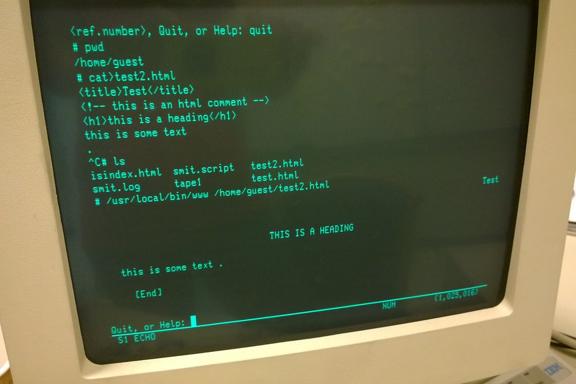 <ref.number>, Quit, or Help: quit
# pwd
/home/guest
# cat>test2.html
<title>Test</title>
<!-- this is an html comment -->
<h1>this is a heading</h1>
this is some text
.
^C# ls
isindex.html smit.script test2.html
smit.log tape1 test.html
# /usr/local/bin/www /home/guest/test2.html
Test
THIS IS A HEADING
this is some text .
[End]
Quit, or Help:
S1 ECHO NUM (1,025,016)
IBM